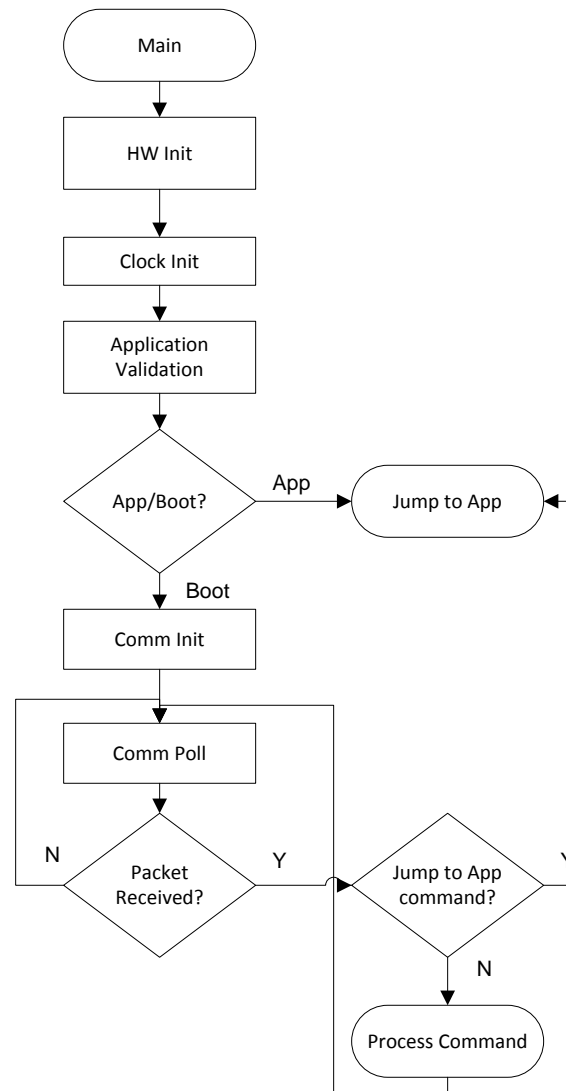 Main
HW Init
Clock Init
Application
Validation
App/Boot?
App
Jump to App
Boot
Comm Init
Comm Poll
N
Packet
Received?
Y
Jump to App
command?
Y
N
Process Command